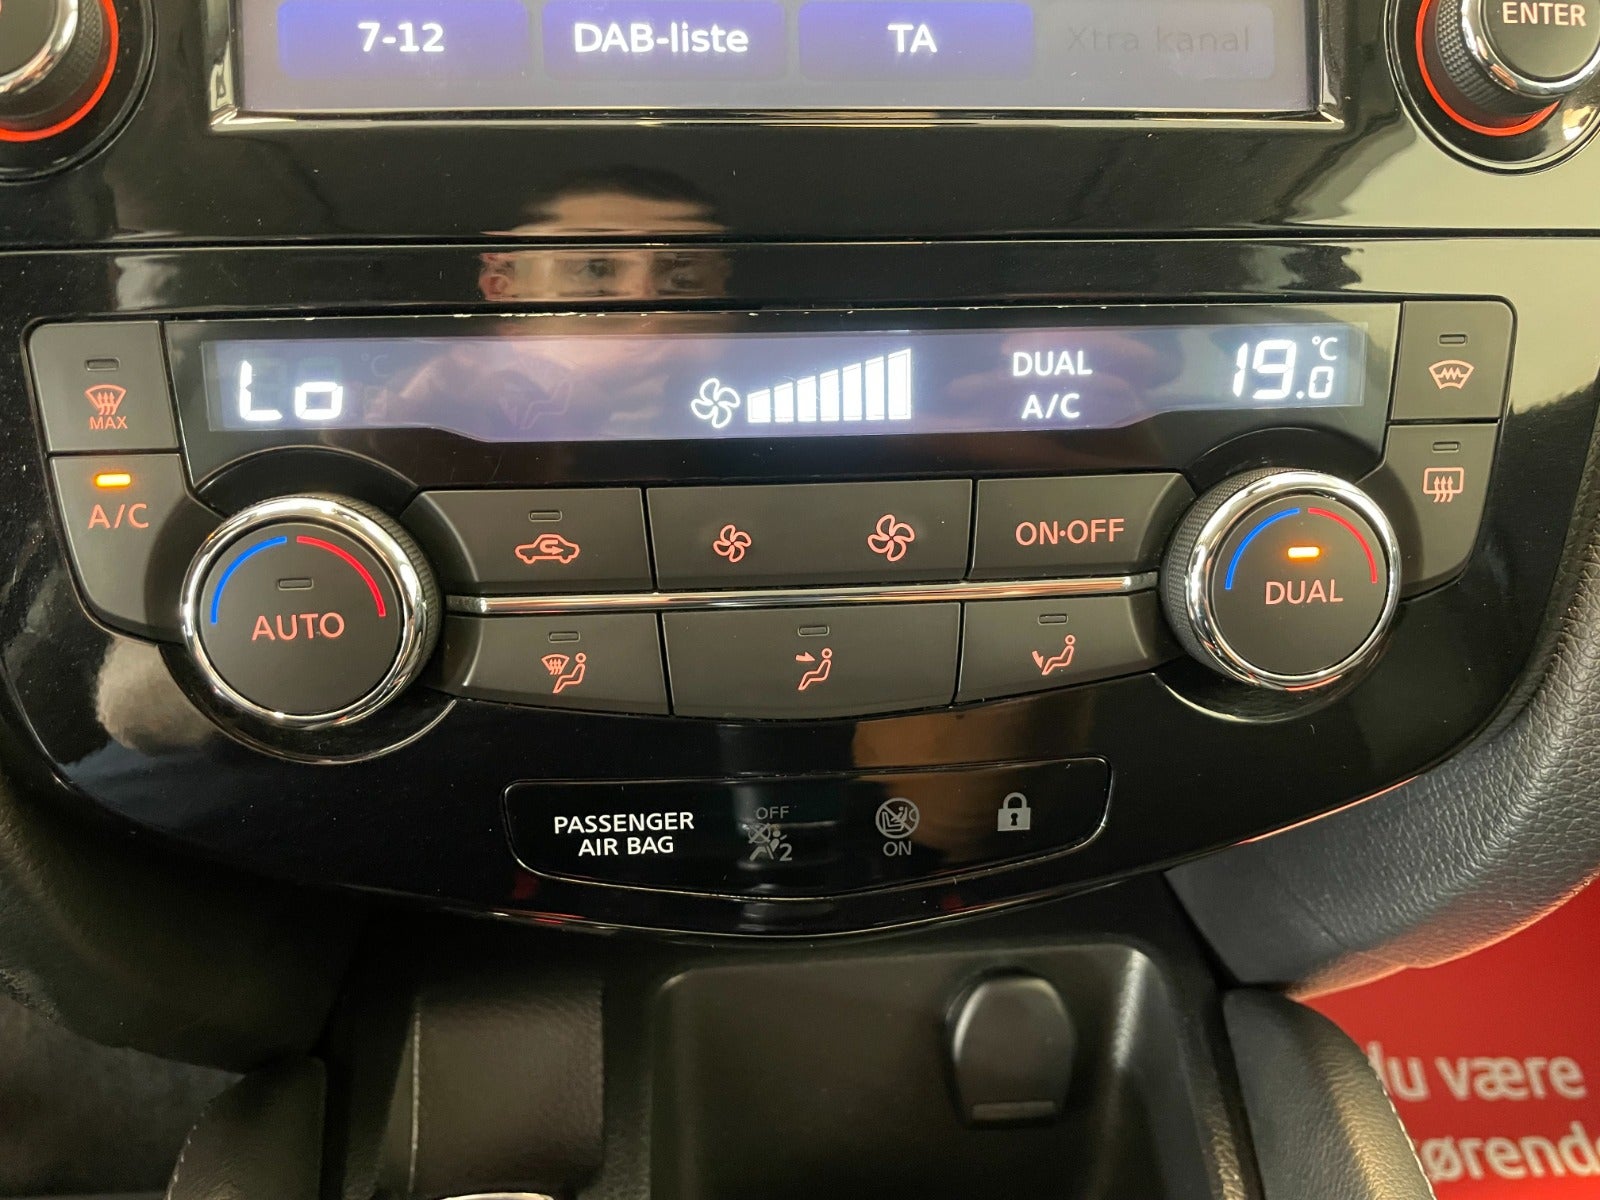 7-12
DAB-liste
TA
Xtra kanal
ENTER
Lo
DUAL
A/C
19.0 °C
MAX
A/C
AUTO
ON•OFF
DUAL
PASSENGER
AIR BAG
OFF
2
ON
du være